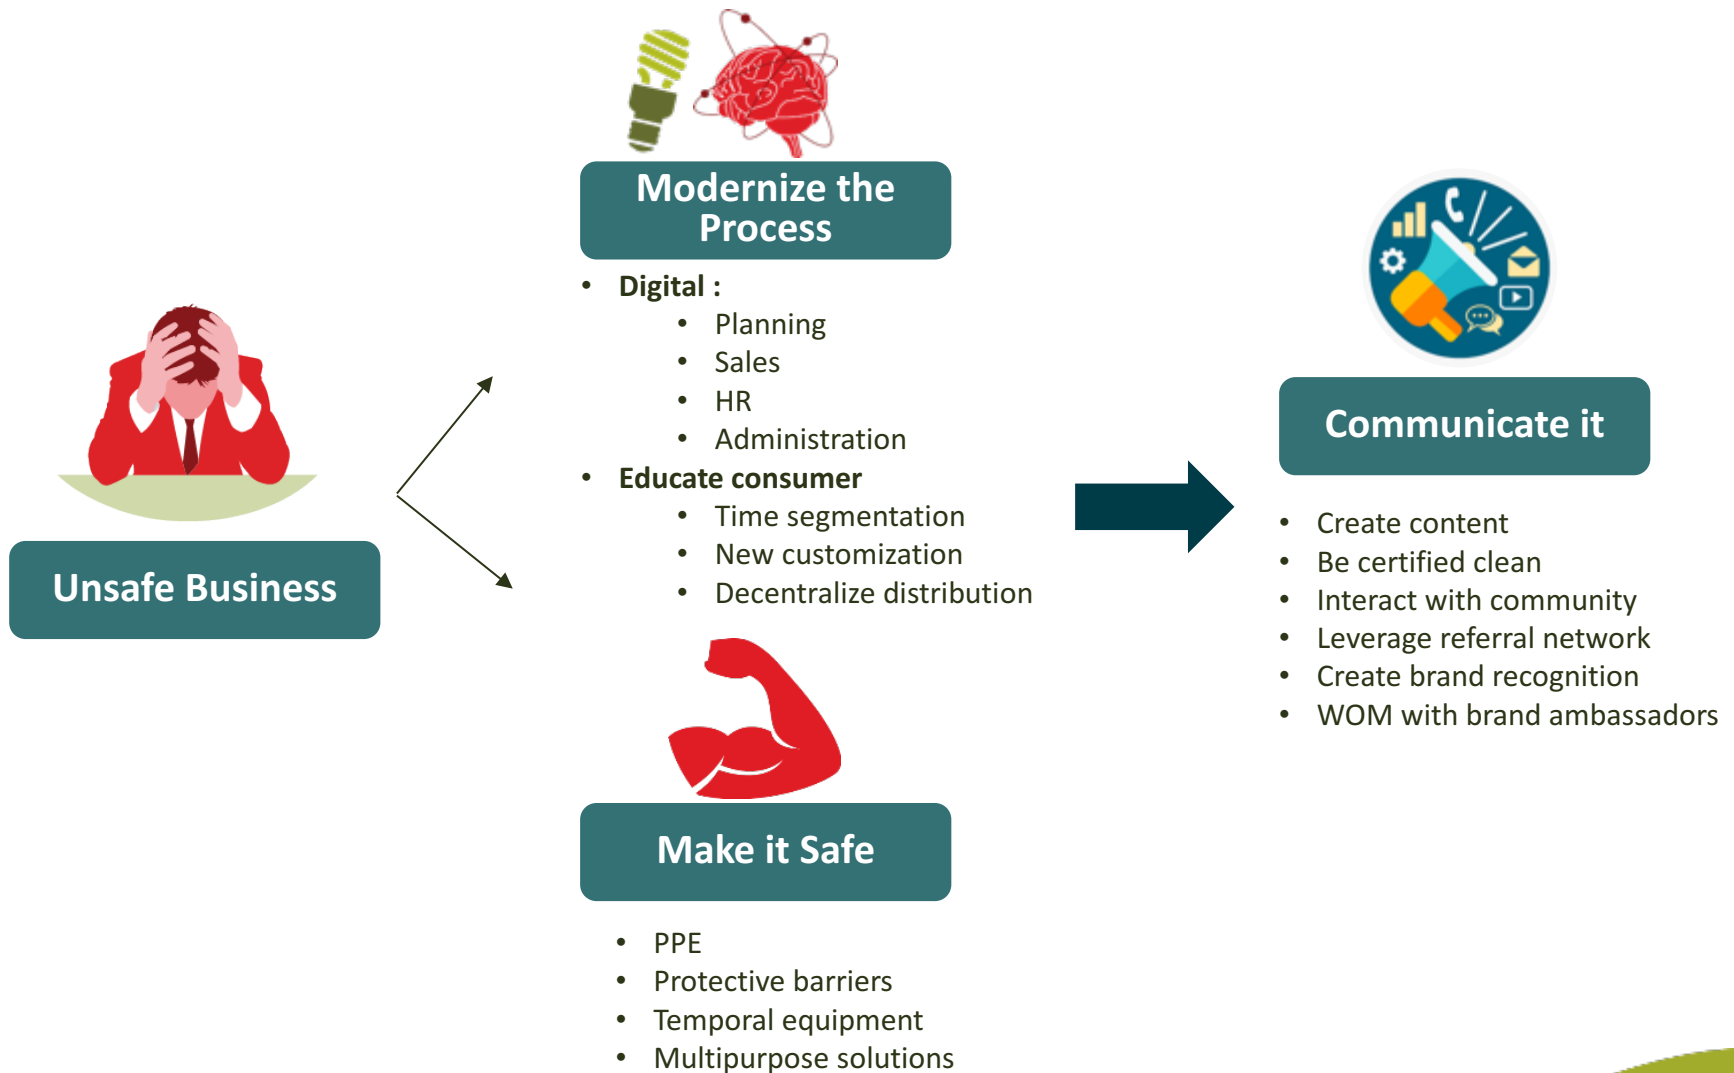 Unsafe Business
Modernize the
Process
• Digital :
• Planning
• Sales
• HR
• Administration
• Educate consumer
• Time segmentation
• New customization
• Decentralize distribution
Make it Safe
• PPE
• Protective barriers
• Temporal equipment
• Multipurpose solutions
Communicate it
• Create content
• Be certified clean
• Interact with community
• Leverage referral network
• Create brand recognition
• WOM with brand ambassadors